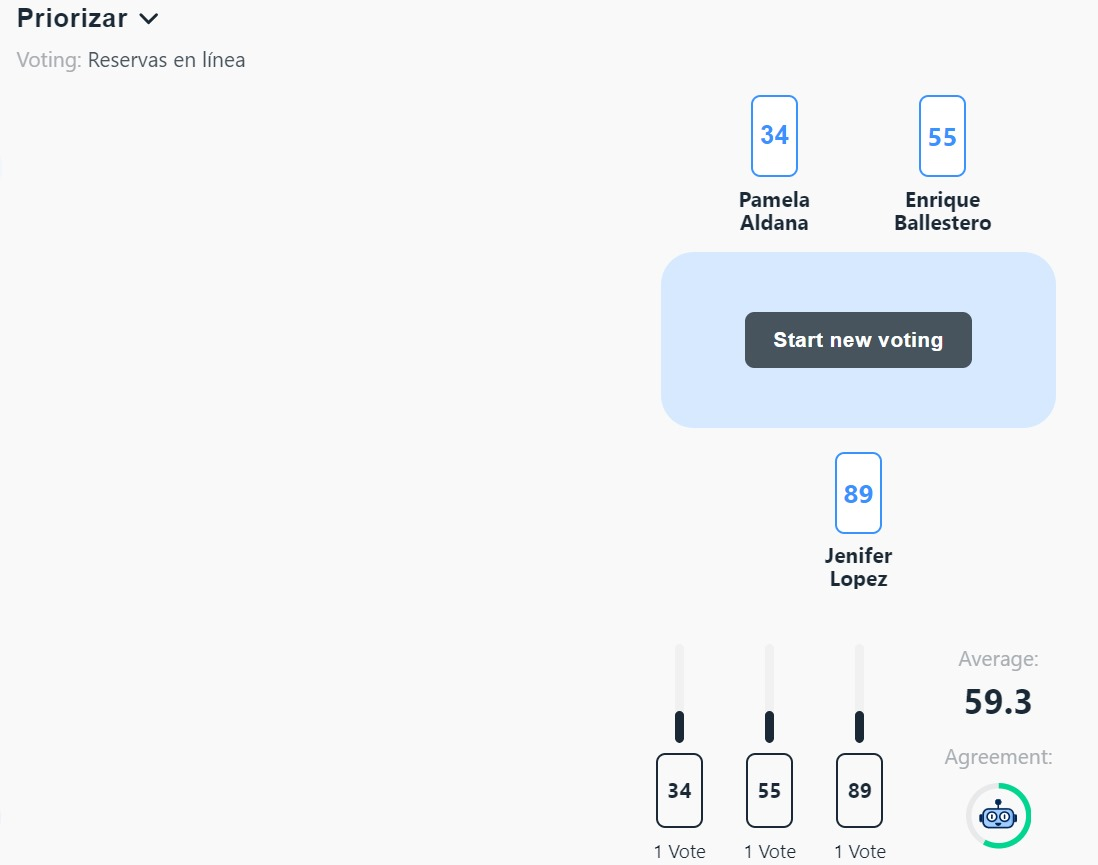 Priorizar
Voting: Reservas en línea
34
55
Pamela
Aldana
Enrique
Ballestero
Start new voting
89
Jenifer
Lopez
Average:
59.3
Agreement:
34
55
89
1 Vote
1 Vote
1 Vote